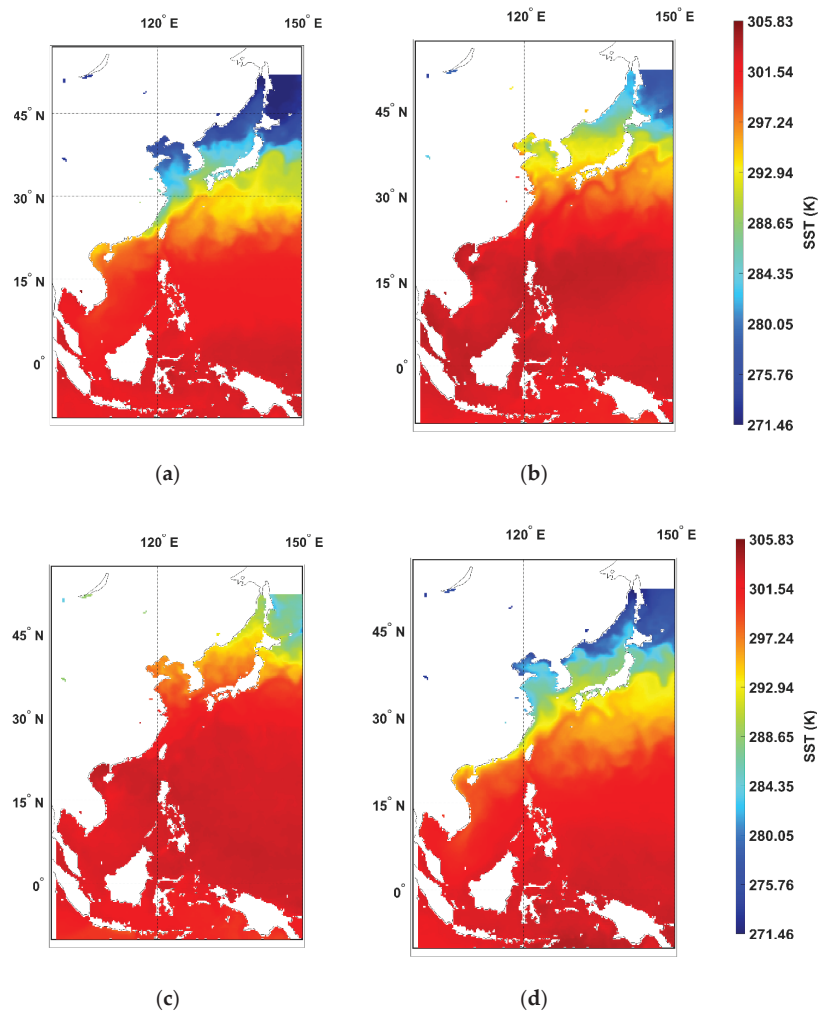 120° E
150° E
120° E
150° E
45° N
30° N
15° N
0°
45° N
30° N
15° N
0°
305.83
301.54
297.24
292.94
288.65
284.35
280.05
275.76
271.46
SST (K)
(a)
(b)
120° E
150° E
120° E
150° E
45° N
30° N
15° N
0°
45° N
30° N
15° N
0°
305.83
301.54
297.24
292.94
288.65
284.35
280.05
275.76
271.46
SST (K)
(c)
(d)